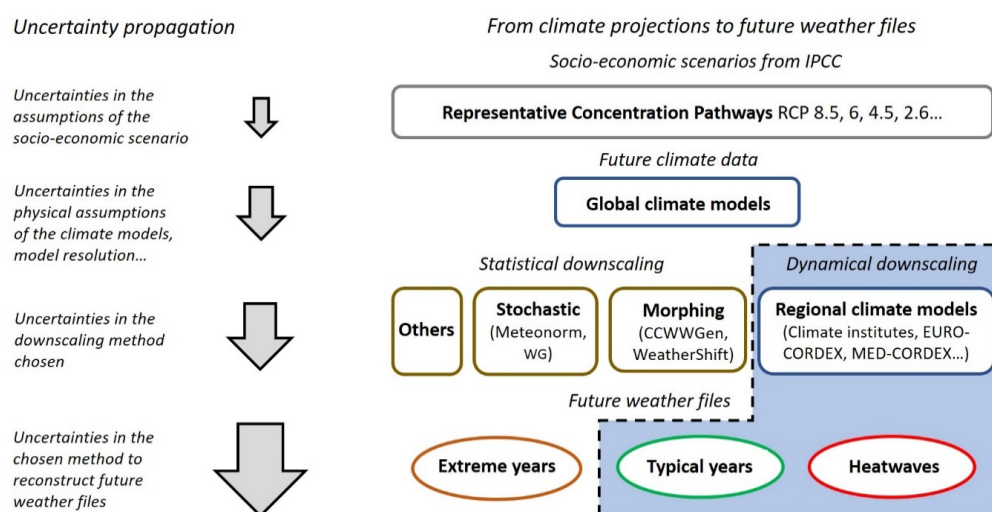 Uncertainty propagation
From climate projections to future weather files
Socio-economic scenarios from IPCC
Uncertainties in the
assumptions of the
socio-economic scenario
Representative Concentration Pathways RCP 8.5, 6, 4.5, 2.6...
Future climate data
Uncertainties in the
physical assumptions
of the climate models,
model resolution...
Global climate models
Statistical downscaling
Dynamical downscaling
Uncertainties in the
downscaling method
chosen
Others
Stochastic
(Meteonorm,
WG)
Morphing
(CCWWGen,
WeatherShift)
Regional climate models
(Climate institutes, EURO-
CORDEX, MED-CORDEX...)
Future weather files
Uncertainties in the
chosen method to
reconstruct future
weather files
Extreme years
Typical years
Heatwaves